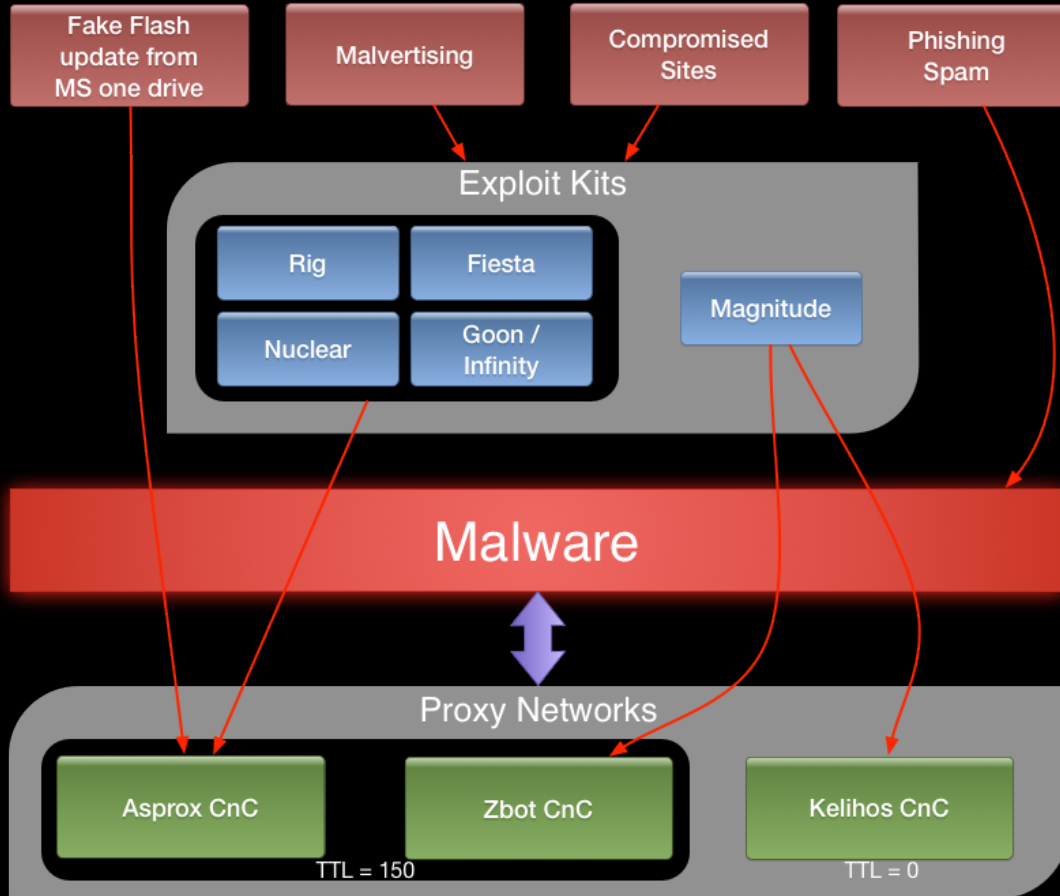 Fake Flash
update from
MS one drive
Malvertising
Compromised
Sites
Phishing
Spam
Exploit Kits
Rig
Fiesta
Nuclear
Goon /
Infinity
Magnitude
Malware
Proxy Networks
Asprox CnC
Zbot CnC
Kelihos CnC
TTL = 150
TTL = 0